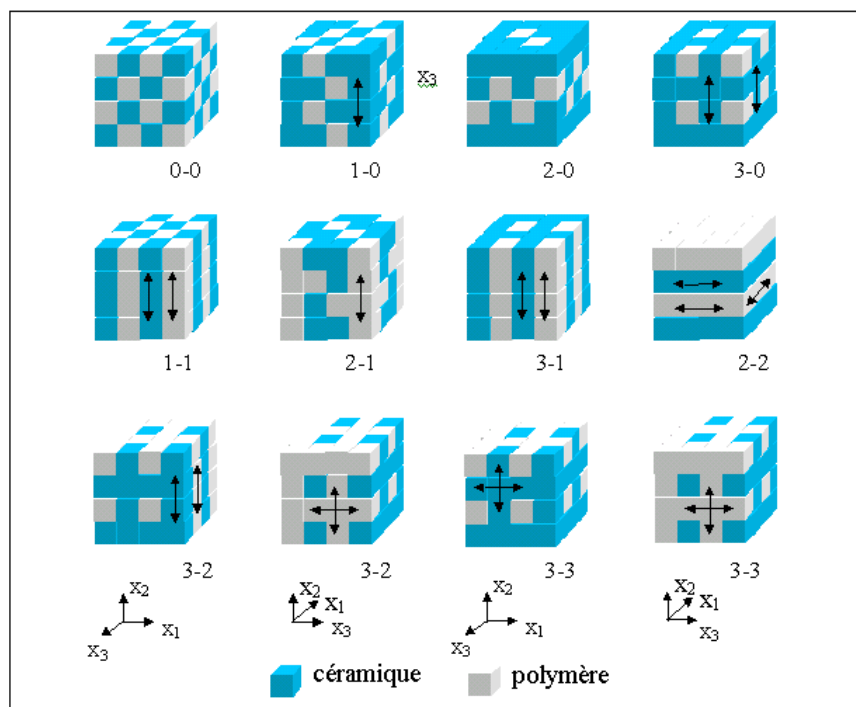 X3
0-0 1-0 2-0 3-0
1-1 2-1 3-1 2-2
3-2 3-2 3-3 3-3
X2 X1 X3
X2 X1 X3
X2 X1 X3
X2 X1 X3
céramique polymère